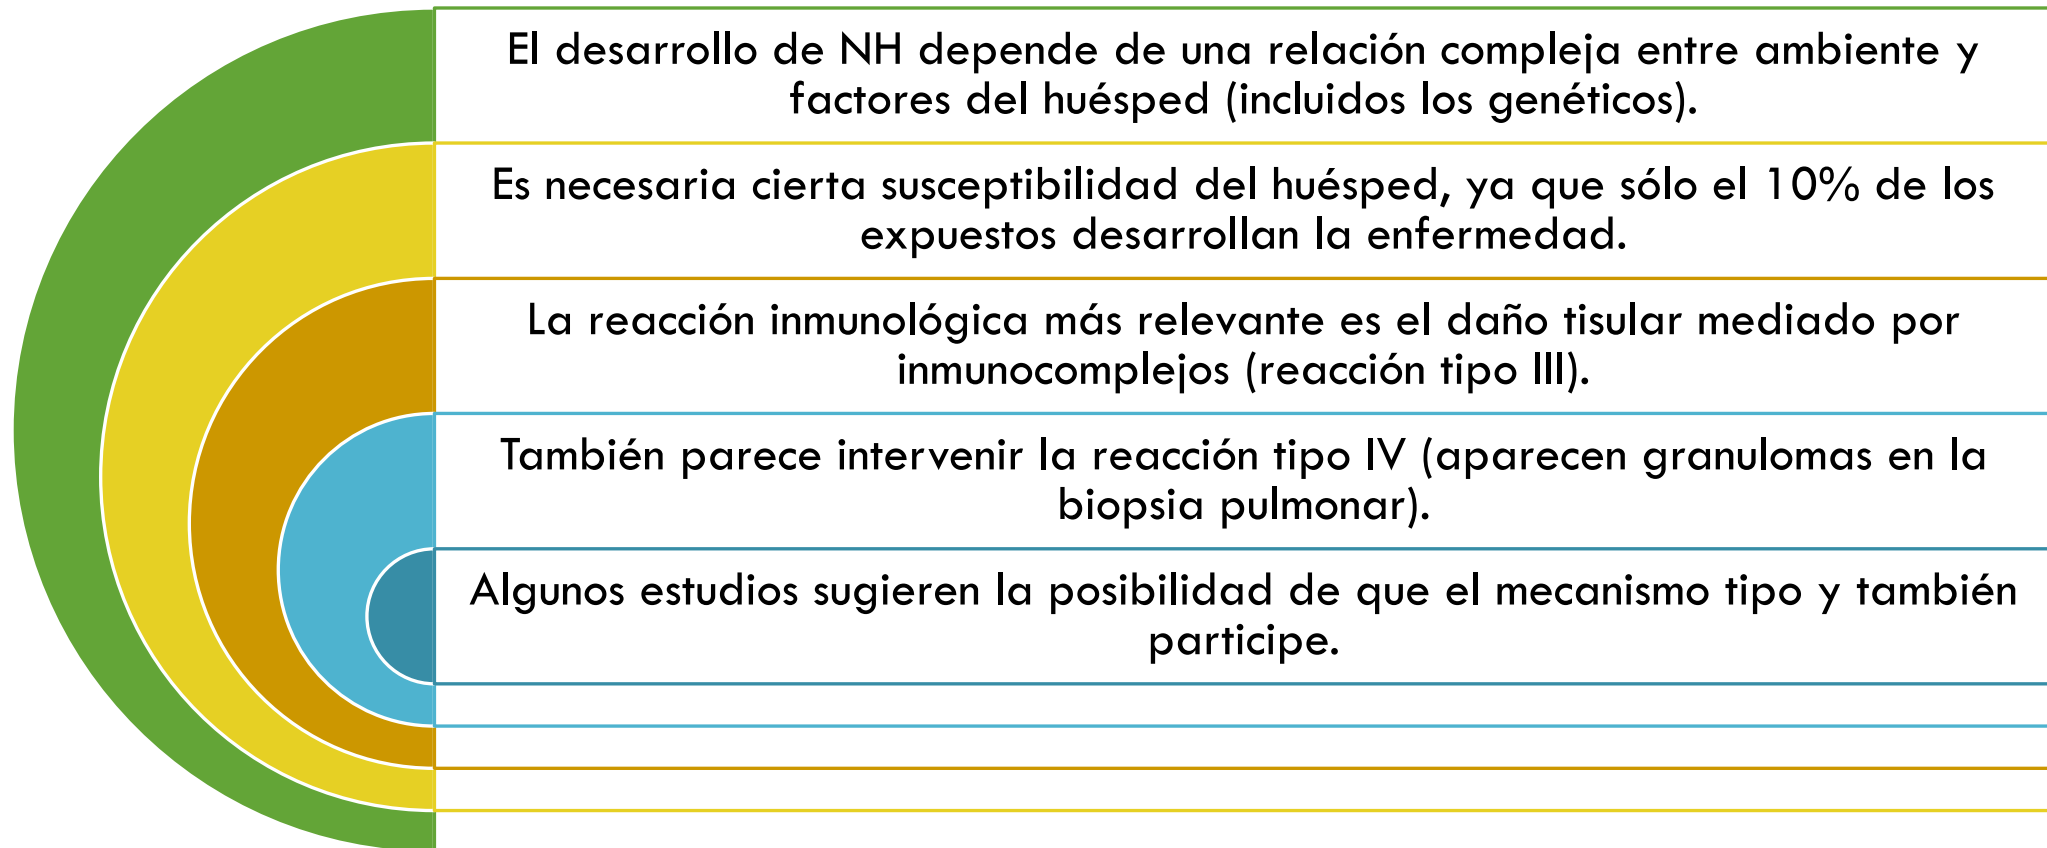 El desarrollo de NH depende de una relación compleja entre ambiente y
factores del huésped (incluidos los genéticos).
Es necesaria cierta susceptibilidad del huésped, ya que sólo el 10% de los
expuestos desarrollan la enfermedad.
La reacción inmunológica más relevante es el daño tisular mediado por
inmunocomplejos (reacción tipo III).
También parece intervenir la reacción tipo IV (aparecen granulomas en la
biopsia pulmonar).
Algunos estudios sugieren la posibilidad de que el mecanismo tipo y también
participe.